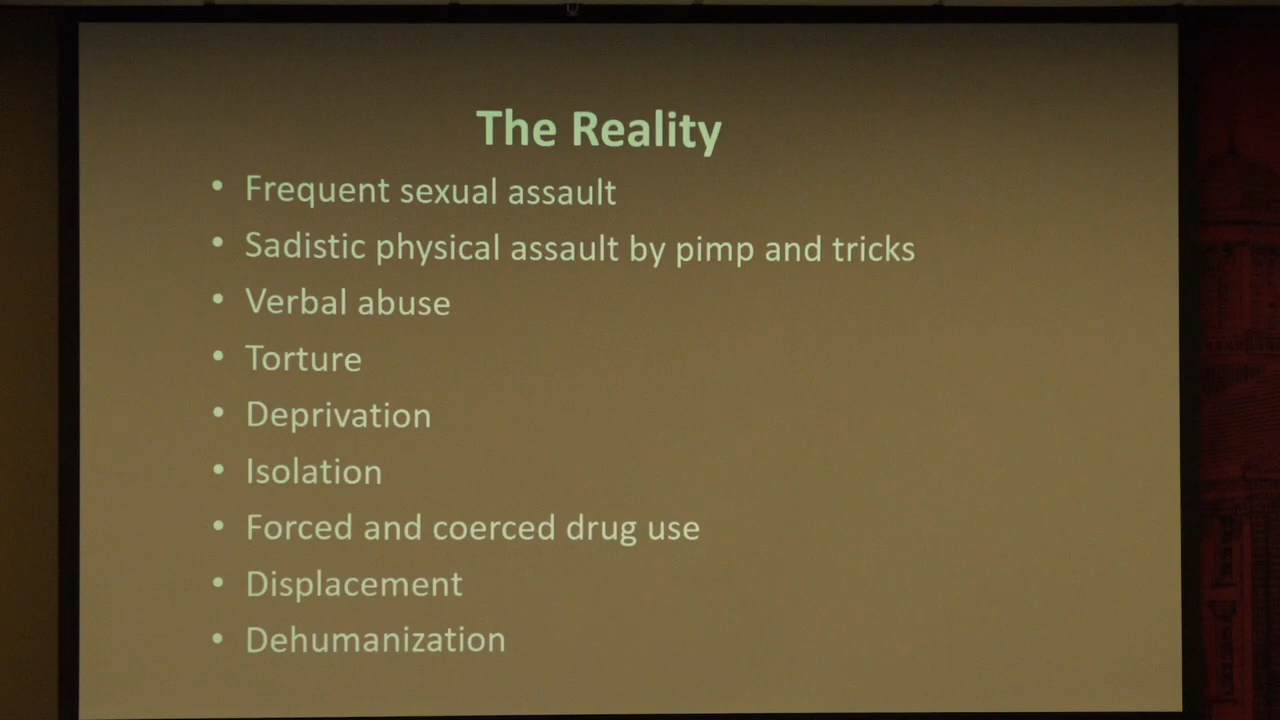 The Reality
• Frequent sexual assault
• Sadistic physical assault by pimp and tricks
• Verbal abuse
• Torture
• Deprivation
• Isolation
• Forced and coerced drug use
• Displacement
• Dehumanization